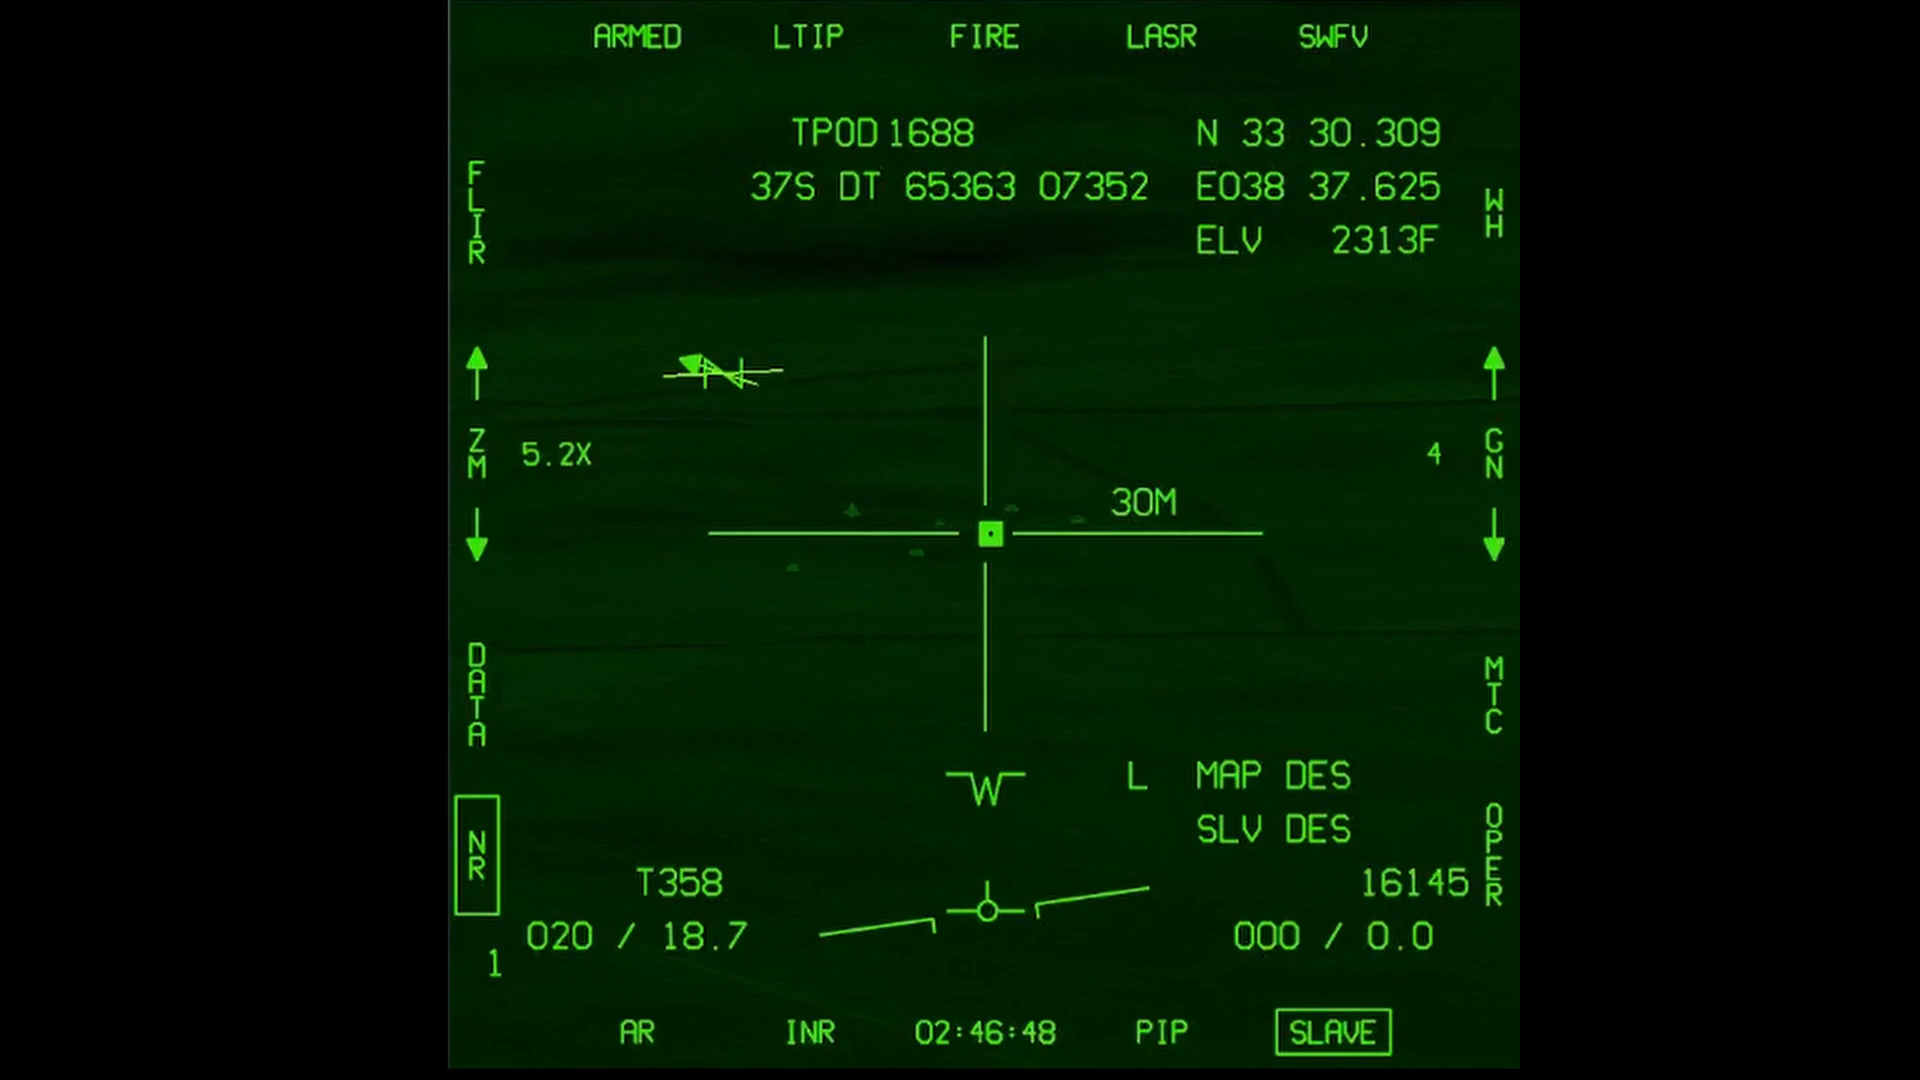 ARMED LTIP FIRE LASR SWFV
TPOD 1688 N 33 30.309
37S DT 65363 07352 E038 37.625
ELV 2313F
FLIR
WH
ZM 5.2X
4 GN
30M
DATA
MTC
W L MAP DES
SLV DES
NR
OPER
T358 16145
020 / 18.7 000 / 0.0
1
AR INR 02:46:48 PIP SLAVE